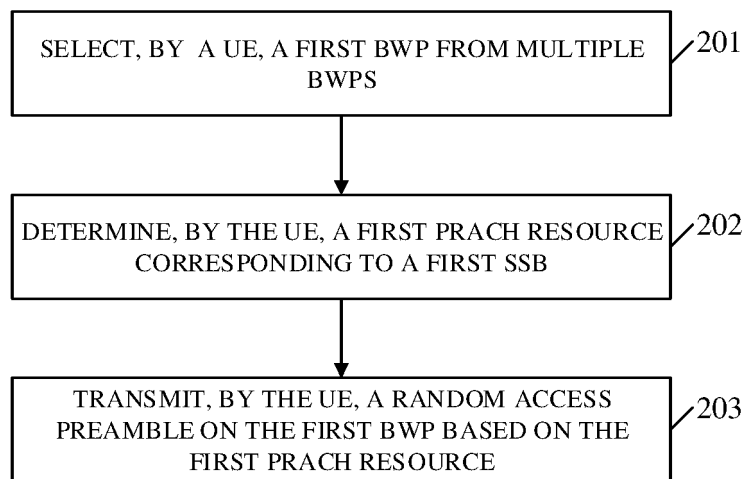 SELECT, BY A UE, A FIRST BWP FROM MULTIPLE
BWPS
201
DETERMINE, BY THE UE, A FIRST PRACH RESOURCE
CORRESPONDING TO A FIRST SSB
202
TRANSMIT, BY THE UE, A RANDOM ACCESS
PREAMBLE ON THE FIRST BWP BASED ON THE
FIRST PRACH RESOURCE
203